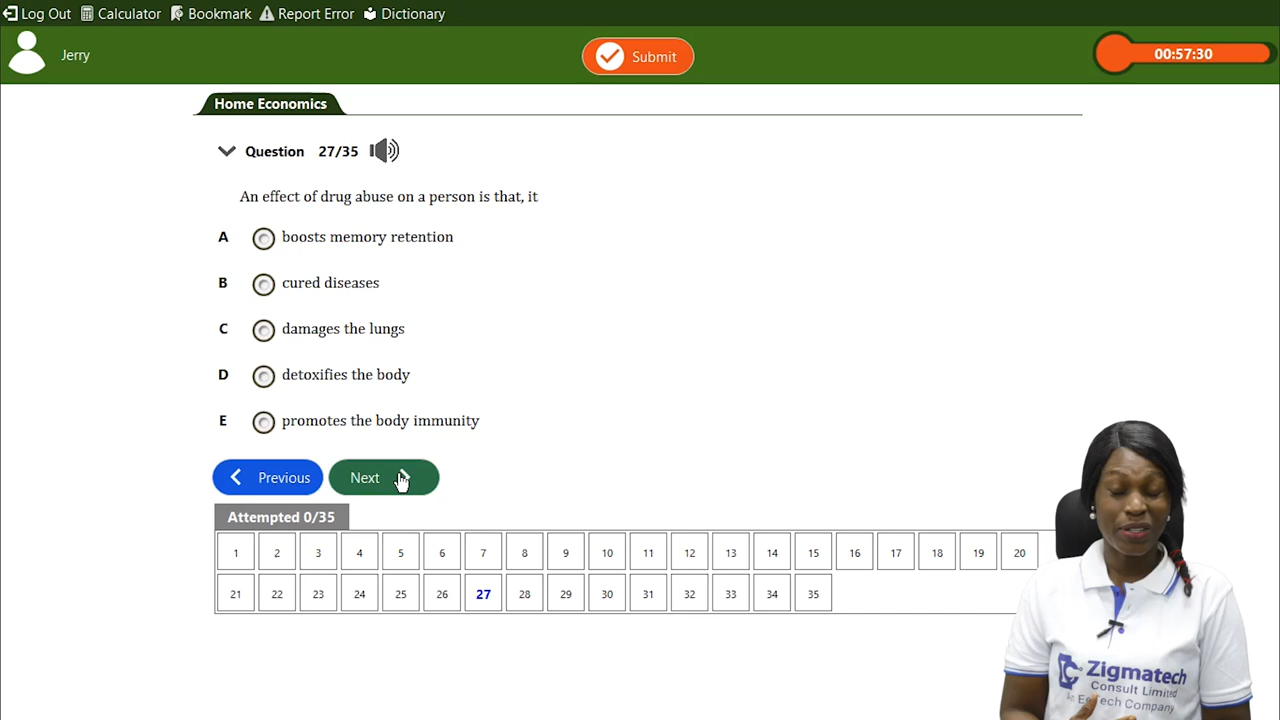 Log Out Calculator Bookmark Report Error Dictionary
Jerry
Submit
00:57:30
Home Economics
Question 27/35
An effect of drug abuse on a person is that, it
A boosts memory retention
B cured diseases
C damages the lungs
D detoxifies the body
E promotes the body immunity
Previous Next
Attempted 0/35
1 2 3 4 5 6 7 8 9 10 11 12 13 14 15 16 17 18 19 20
21 22 23 24 25 26 27 28 29 30 31 32 33 34 35
Zigmatech
Consult Limited
An EeTech Company